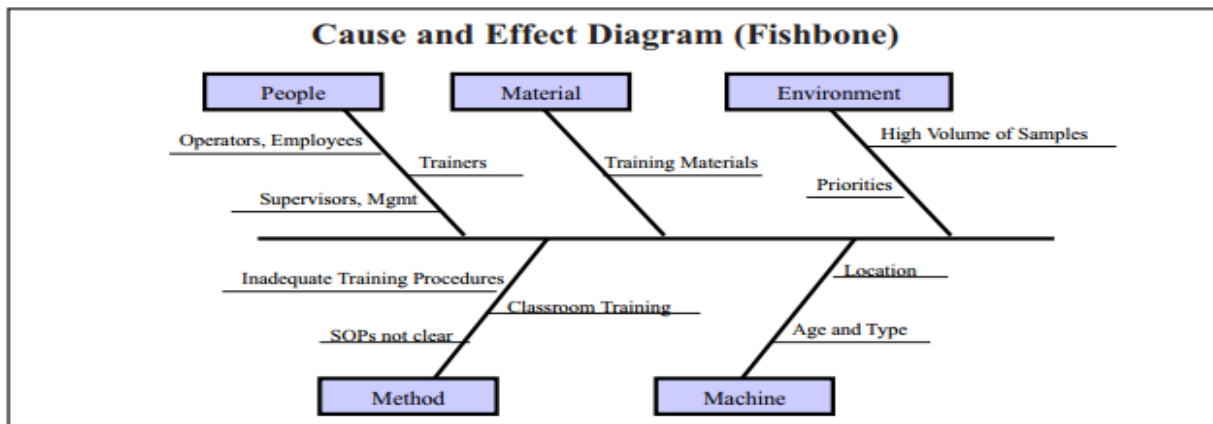 Cause and Effect Diagram (Fishbone)
People
Material
Environment
Operators, Employees
High Volume of Samples
Trainers
Training Materials
Priorities
Supervisors, Mgmt
Inadequate Training Procedures
Location
Classroom Training
SOPs not clear
Age and Type
Method
Machine